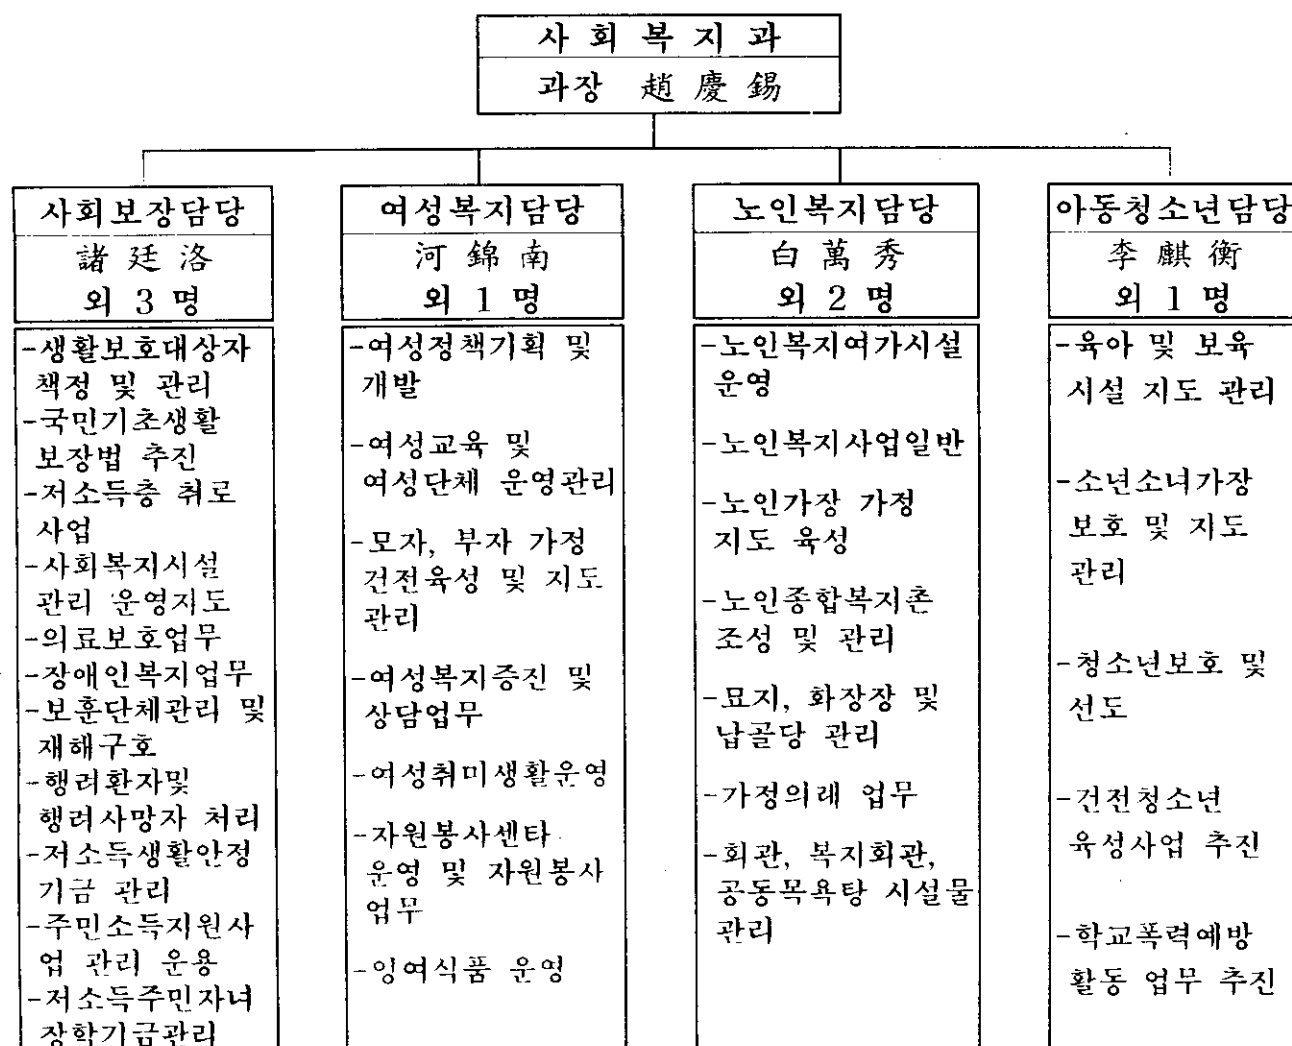 사 회 복 지 과
과장 趙 慶 錫
사회보장담당
諸 廷 洛
외 3 명
-생활보호대상자
책정 및 관리
-국민기초생활
보장법 추진
-저소득층 취로
사업
-사회복지시설
관리 운영지도
-의료보호업무
-장애인복지업무
-보훈단체관리 및
재해구호
-행려환자및
행려사망자 처리
-저소득생활안정
기금 관리
-주민소득지원사
업 관리 운용
-저소득주민자녀
장학기금관리
여성복지담당
河 錦 南
외 1 명
-여성정책기획 및
개발
-여성교육 및
여성단체 운영관리
-모자, 부자 가정
건전육성 및 지도
관리
-여성복지증진 및
상담업무
-여성취미생활운영
-자원봉사센타
운영 및 자원봉사
업무
-잉여식품 운영
노인복지담당
白 萬 秀
외 2 명
-노인복지여가시설
운영
-노인복지사업일반
-노인가장 가정
지도 육성
-노인종합복지촌
조성 및 관리
-묘지, 화장장 및
납골당 관리
-가정의례 업무
-회관, 복지회관,
공동목욕탕 시설물
관리
아동청소년담당
李 麒 衡
외 1 명
-육아 및 보육
시설 지도 관리
-소년소녀가장
보호 및 지도
관리
-청소년보호 및
선도
-건전청소년
육성사업 추진
-학교폭력예방
활동 업무 추진